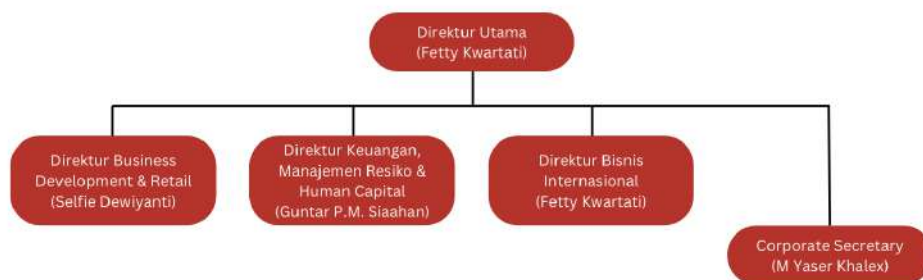 Direktur Utama
(Fetty Kwartati)
Direktur Business
Development & Retail
(Selfie Dewiyanti)
Direktur Keuangan,
Manajemen Resiko &
Human Capital
(Guntar P.M. Siaahan)
Direktur Bisnis
Internasional
(Fetty Kwartati)
Corporate Secretary
(M Yaser Khalex)